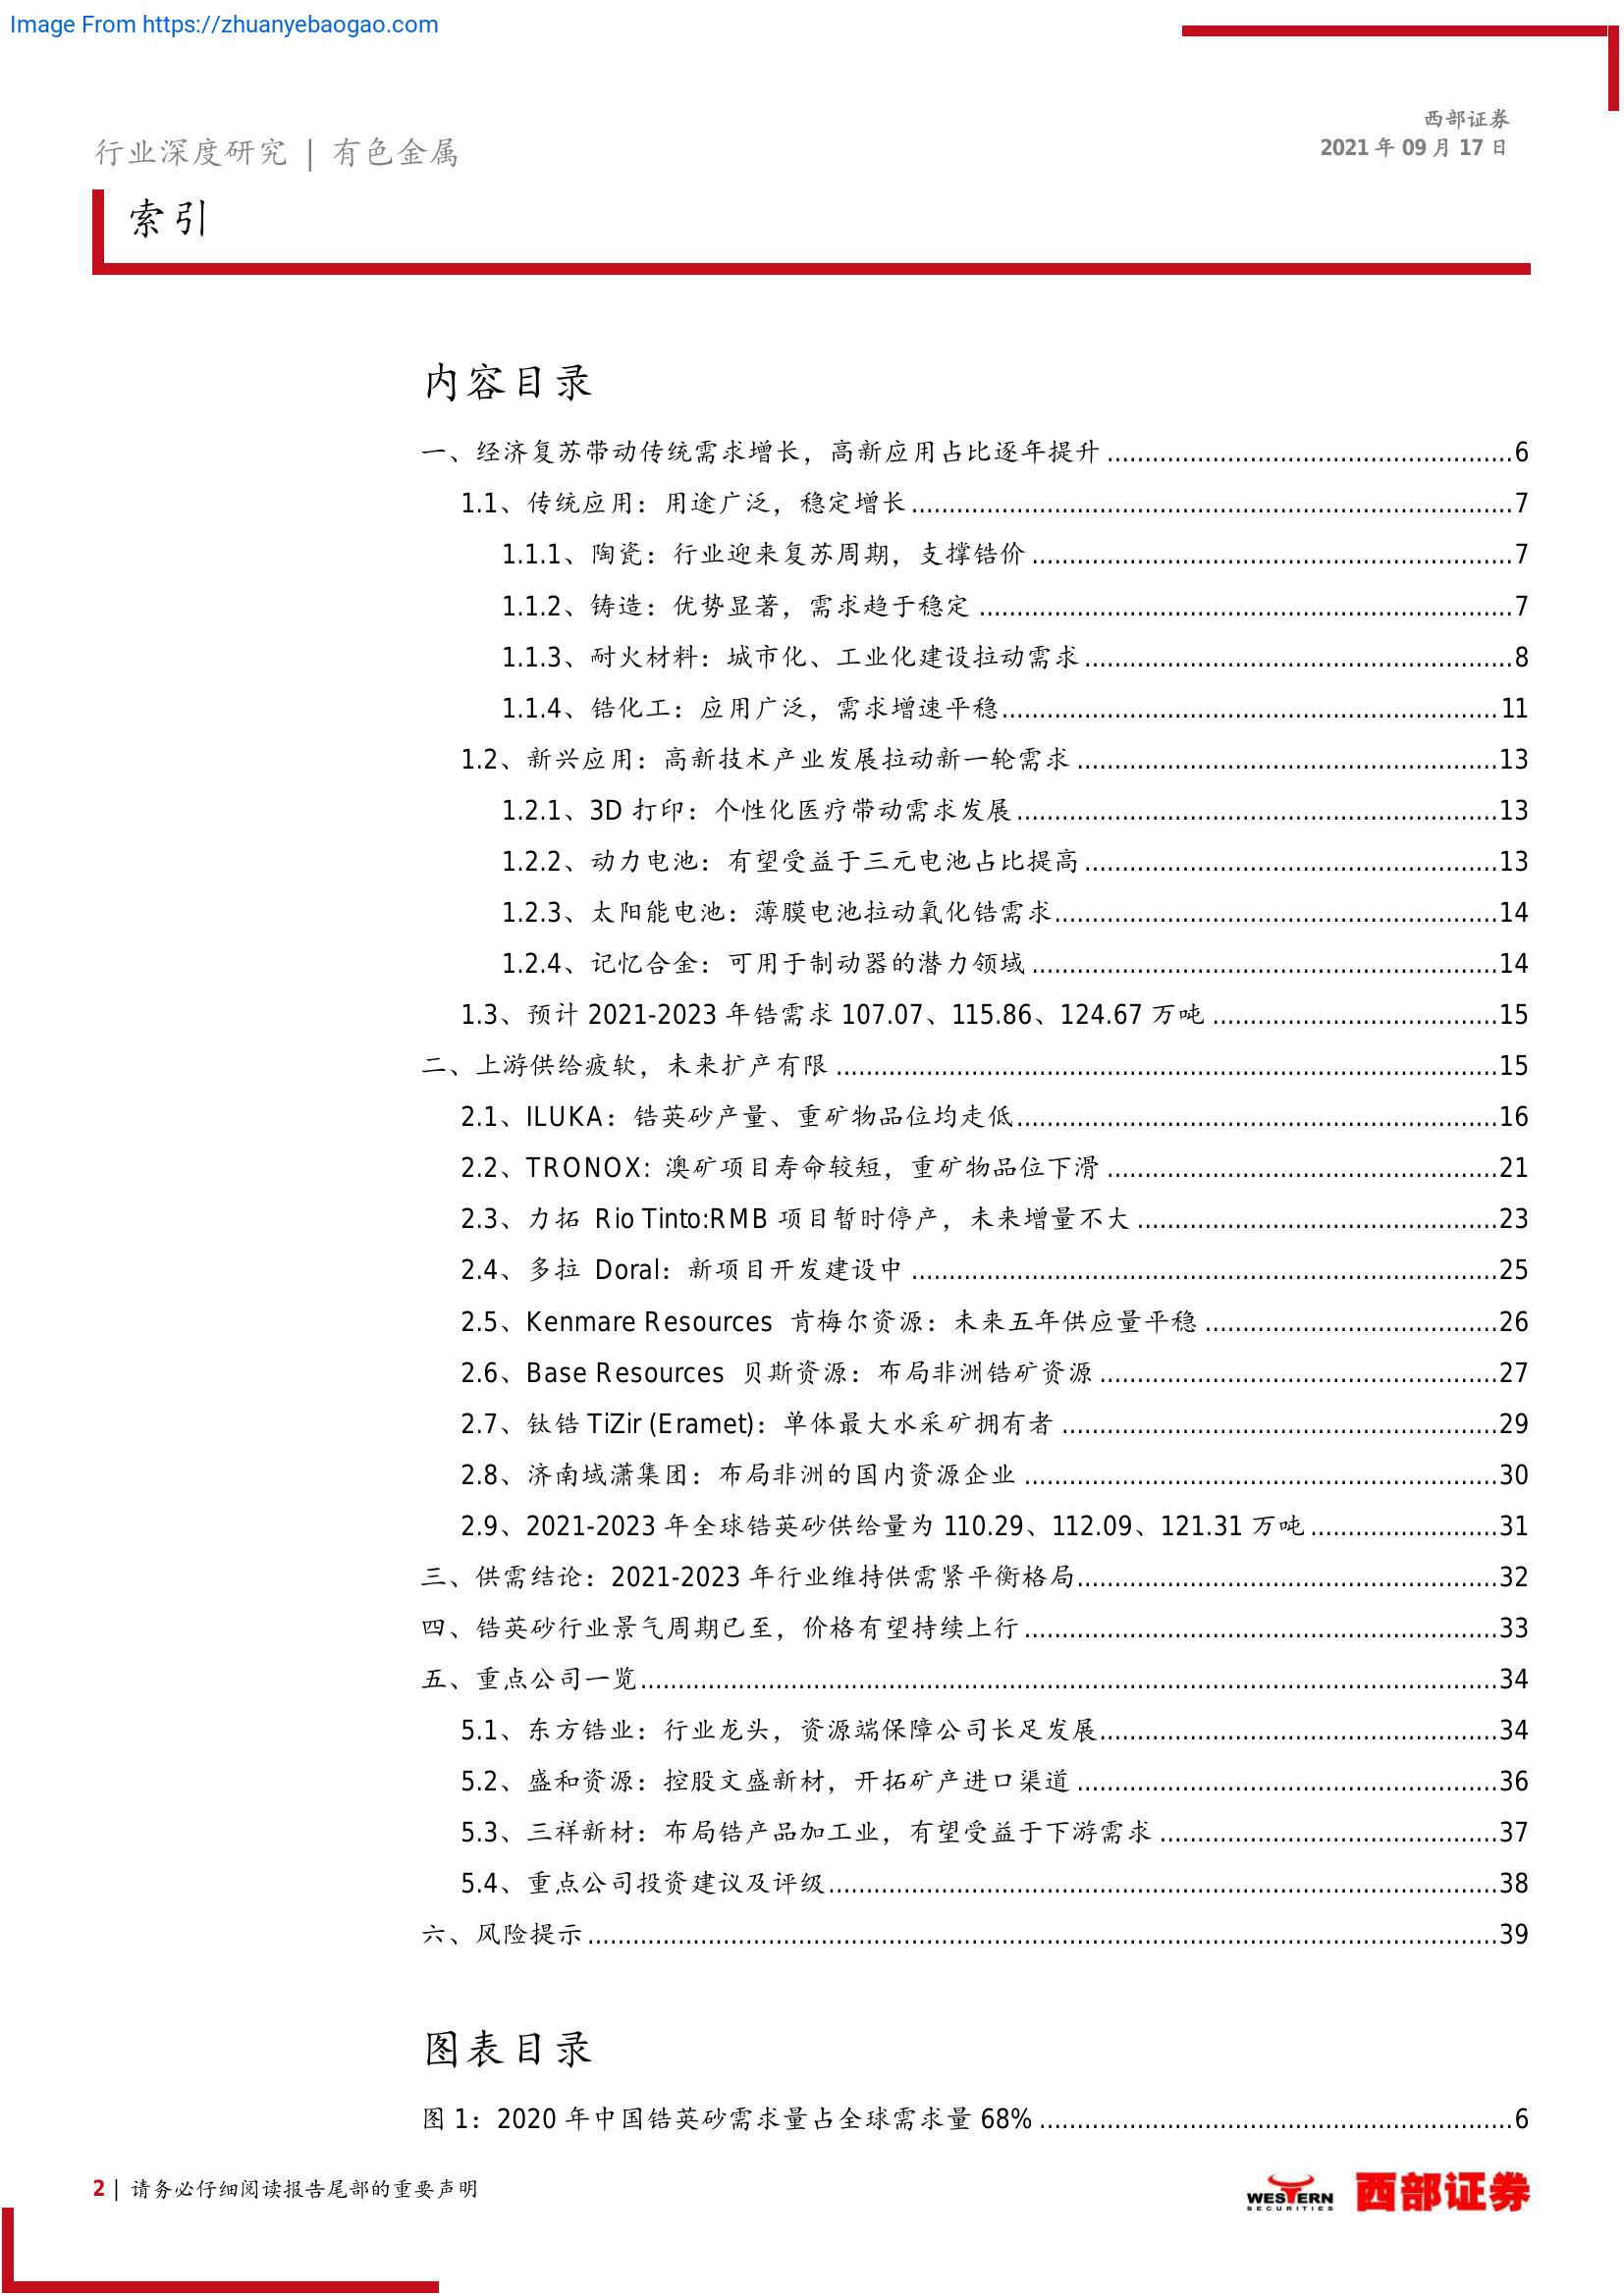 Image From https://zhuanyebaogao.com
西部证券
2021 年 09 月 17 日
行业深度研究 | 有色金属
索引
内容目录
一、经济复苏带动传统需求增长，高新应用占比逐年提升 ........................................................6
1.1、传统应用：用途广泛，稳定增长 ........................................................7
1.1.1、陶瓷：行业迎来复苏周期，支撑锆价 ........................................................7
1.1.2、铸造：优势显著，需求趋于稳定 ........................................................7
1.1.3、耐火材料：城市化、工业化建设拉动需求 ........................................................8
1.1.4、锆化工：应用广泛，需求增速平稳 ........................................................11
1.2、新兴应用：高新技术产业发展拉动新一轮需求 ........................................................13
1.2.1、3D 打印：个性化医疗带动需求发展 ........................................................13
1.2.2、动力电池：有望受益于三元电池占比提高 ........................................................13
1.2.3、太阳能电池：薄膜电池拉动氧化锆需求 ........................................................14
1.2.4、记忆合金：可用于制动器的潜力领域 ........................................................14
1.3、预计 2021-2023 年锆需求 107.07、115.86、124.67 万吨 ........................................................15
二、上游供给疲软，未来扩产有限 ........................................................15
2.1、ILUKA：锆英砂产量、重矿物品位均走低 ........................................................16
2.2、TRONOX: 澳矿项目寿命较短，重矿物品位下滑 ........................................................21
2.3、力拓 Rio Tinto:RMB 项目暂时停产，未来增量不大 ........................................................23
2.4、多拉 Doral：新项目开发建设中 ........................................................25
2.5、Kenmare Resources 肯梅尔资源：未来五年供应量平稳 ........................................................26
2.6、Base Resources 贝斯资源：布局非洲锆矿资源 ........................................................27
2.7、钛锆 TiZir (Eramet)：单体最大水采矿拥有者 ........................................................29
2.8、济南域潇集团：布局非洲的国内资源企业 ........................................................30
2.9、2021-2023 年全球锆英砂供给量为 110.29、112.09、121.31 万吨 ........................................................31
三、供需结论：2021-2023 年行业维持供需紧平衡格局 ........................................................32
四、锆英砂行业景气周期已至，价格有望持续上行 ........................................................33
五、重点公司一览 ........................................................34
5.1、东方锆业：行业龙头，资源端保障公司长足发展 ........................................................34
5.2、盛和资源：控股文盛新材，开拓矿产进口渠道 ........................................................36
5.3、三祥新材：布局锆产品加工业，有望受益于下游需求 ........................................................37
5.4、重点公司投资建议及评级 ........................................................38
六、风险提示 ........................................................39
图表目录
图 1：2020 年中国锆英砂需求量占全球需求量 68% ........................................................6
2 | 请务必仔细阅读报告尾部的重要声明
WESTERN
SECURITIES
西部证券